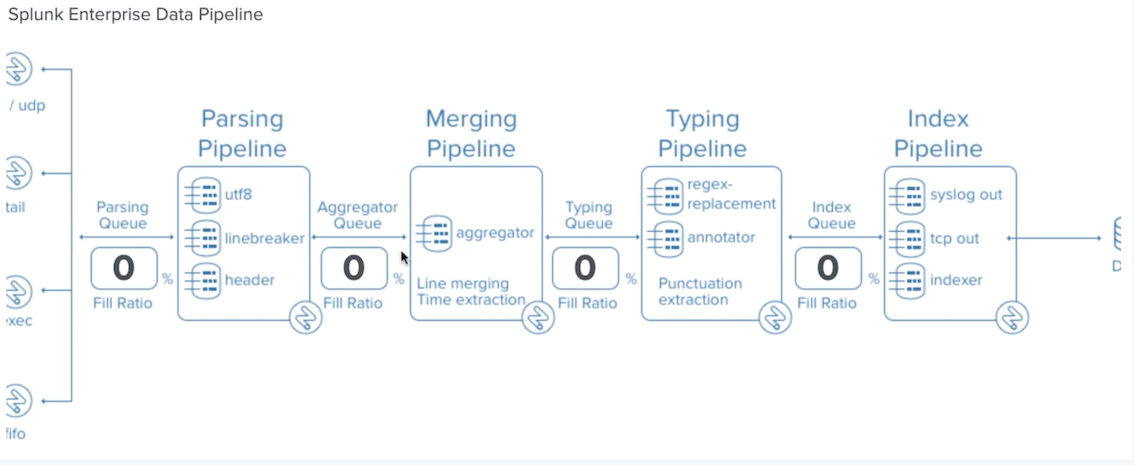 Splunk Enterprise Data Pipeline
/ udp
tail
exec
fifo
Parsing
Queue
0
%
Fill Ratio
Parsing
Pipeline
utf8
linebreaker
header
Aggregator
Queue
0
%
Fill Ratio
Merging
Pipeline
aggregator
Line merging
Time extraction
Typing
Queue
0
%
Fill Ratio
Typing
Pipeline
regex-
replacement
annotator
Punctuation
extraction
Index
Queue
0
%
Fill Ratio
Index
Pipeline
syslog out
tcp out
indexer
D